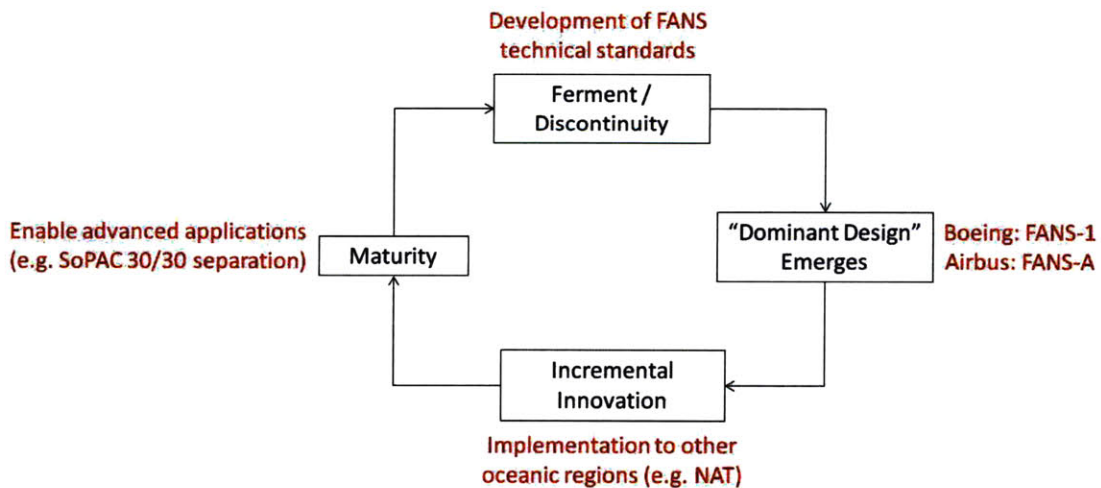 Development of FANS
technical standards
Ferment /
Discontinuity
Enable advanced applications
(e.g. SoPAC 30/30 separation)
Maturity
“Dominant Design”
Emerges
Boeing: FANS-1
Airbus: FANS-A
Incremental
Innovation
Implementation to other
oceanic regions (e.g. NAT)